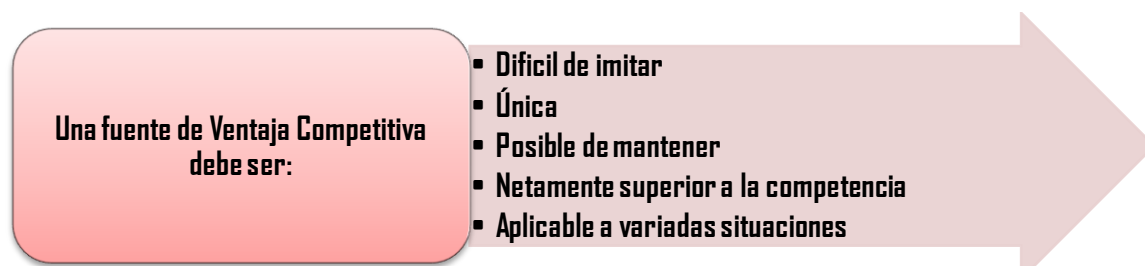 Una fuente de Ventaja Competitiva
debe ser:
▪ Dificil de imitar
▪ Única
▪ Posible de mantener
▪ Netamente superior a la competencia
▪ Aplicable a variadas situaciones